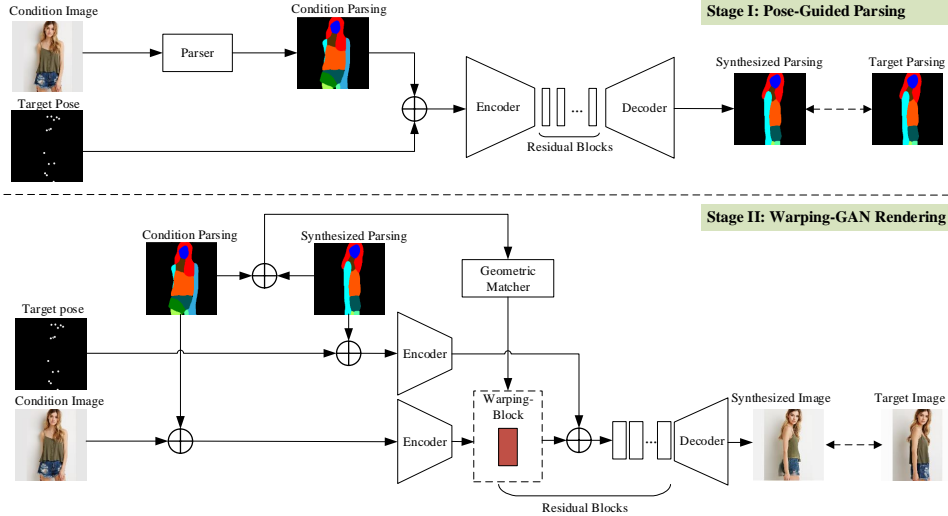 Condition Image
Condition Parsing
Stage I: Pose-Guided Parsing
Parser
Synthesized Parsing
Target Parsing
Target Pose
Encoder
...
Decoder
Residual Blocks
Stage II: Warping-GAN Rendering
Condition Parsing
Synthesized Parsing
Geometric
Matcher
Target pose
Encoder
Condition Image
Warping-
Block
Synthesized Image
Target Image
Encoder
...
Decoder
Residual Blocks